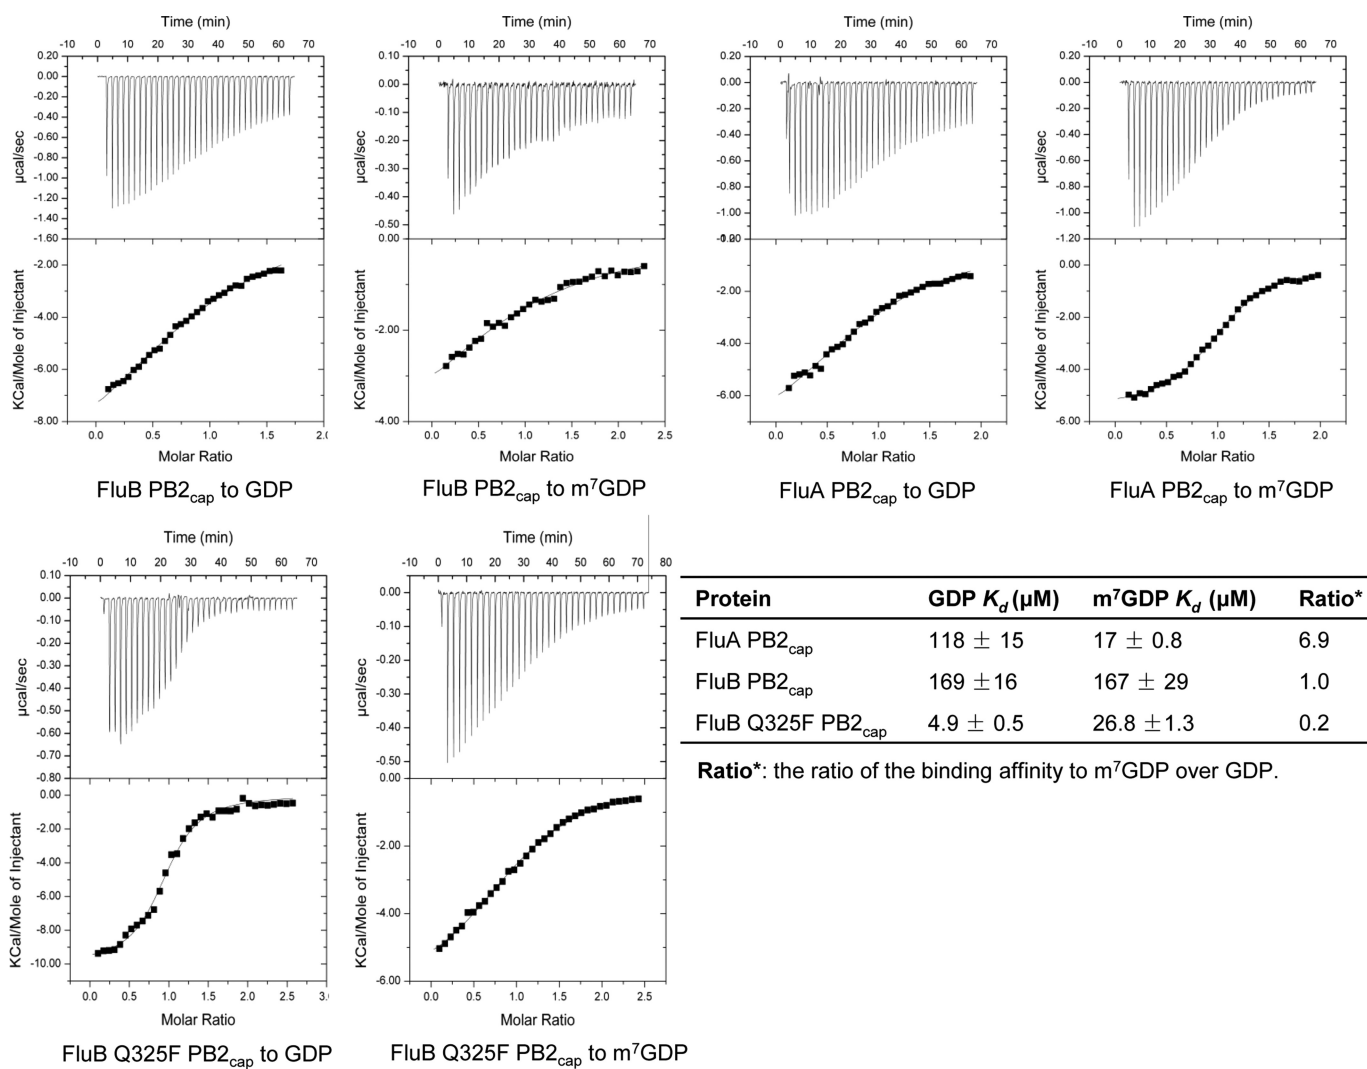 Time (min)
-10 0 10 20 30 40 50 60 70
0.20
0.00
-0.20
-0.40
-0.60
-0.80
-1.00
-1.20
-1.40
-1.60
µcal/sec
-2.00
-4.00
-6.00
-8.00
KCal/Mole of Injectant
0.0 0.5 1.0 1.5 2.0
Molar Ratio
FluB PB2cap to GDP
Time (min)
-10 0 10 20 30 40 50 60 70
0.10
0.00
-0.10
-0.20
-0.30
-0.40
-0.50
µcal/sec
0.00
-2.00
-4.00
KCal/Mole of Injectant
0.0 0.5 1.0 1.5 2.0 2.5
Molar Ratio
FluB PB2cap to m⁷GDP
Time (min)
-10 0 10 20 30 40 50 60 70
0.20
0.00
-0.20
-0.40
-0.60
-0.80
-1.00
µcal/sec
-2.00
-4.00
-6.00
KCal/Mole of Injectant
0.0 0.5 1.0 1.5 2.0
Molar Ratio
FluA PB2cap to GDP
Time (min)
-10 0 10 20 30 40 50 60 70
0.20
0.00
-0.20
-0.40
-0.60
-0.80
-1.00
-1.20
µcal/sec
0.00
-2.00
-4.00
-6.00
KCal/Mole of Injectant
0.0 0.5 1.0 1.5 2.0
Molar Ratio
FluA PB2cap to m⁷GDP
Time (min)
-10 0 10 20 30 40 50 60 70
0.10
0.00
-0.10
-0.20
-0.30
-0.40
-0.50
-0.60
-0.70
-0.80
µcal/sec
0.00
-2.00
-4.00
-6.00
-8.00
-10.00
KCal/Mole of Injectant
0.0 0.5 1.0 1.5 2.0 2.5
Molar Ratio
FluB Q325F PB2cap to GDP
Time (min)
-10 0 10 20 30 40 50 60 70 80
0.00
-0.10
-0.20
-0.30
-0.40
-0.50
µcal/sec
0.00
-2.00
-4.00
-6.00
KCal/Mole of Injectant
0.0 0.5 1.0 1.5 2.0 2.5
Molar Ratio
FluB Q325F PB2cap to m⁷GDP
Protein GDP Kd (µM) m⁷GDP Kd (µM) Ratio*
FluA PB2cap 118 ± 15 17 ± 0.8 6.9
FluB PB2cap 169 ±16 167 ± 29 1.0
FluB Q325F PB2cap 4.9 ± 0.5 26.8 ±1.3 0.2
Ratio*: the ratio of the binding affinity to m⁷GDP over GDP.